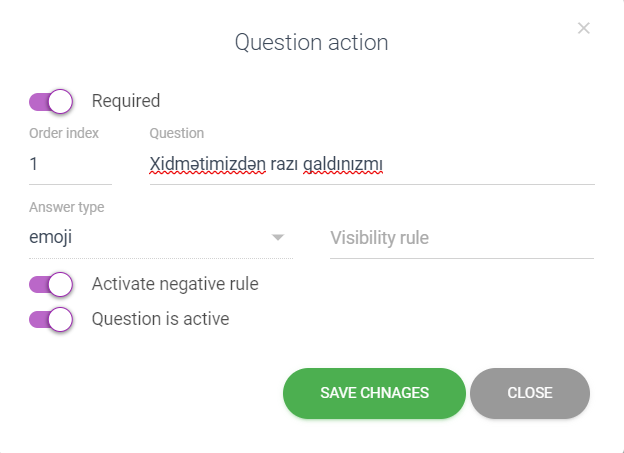 Question action
Required
Order index
Question
1
Xidmətimizdən razı qaldınızmı
Answer type
emoji
Visibility rule
Activate negative rule
Question is active
SAVE CHNAGES
CLOSE